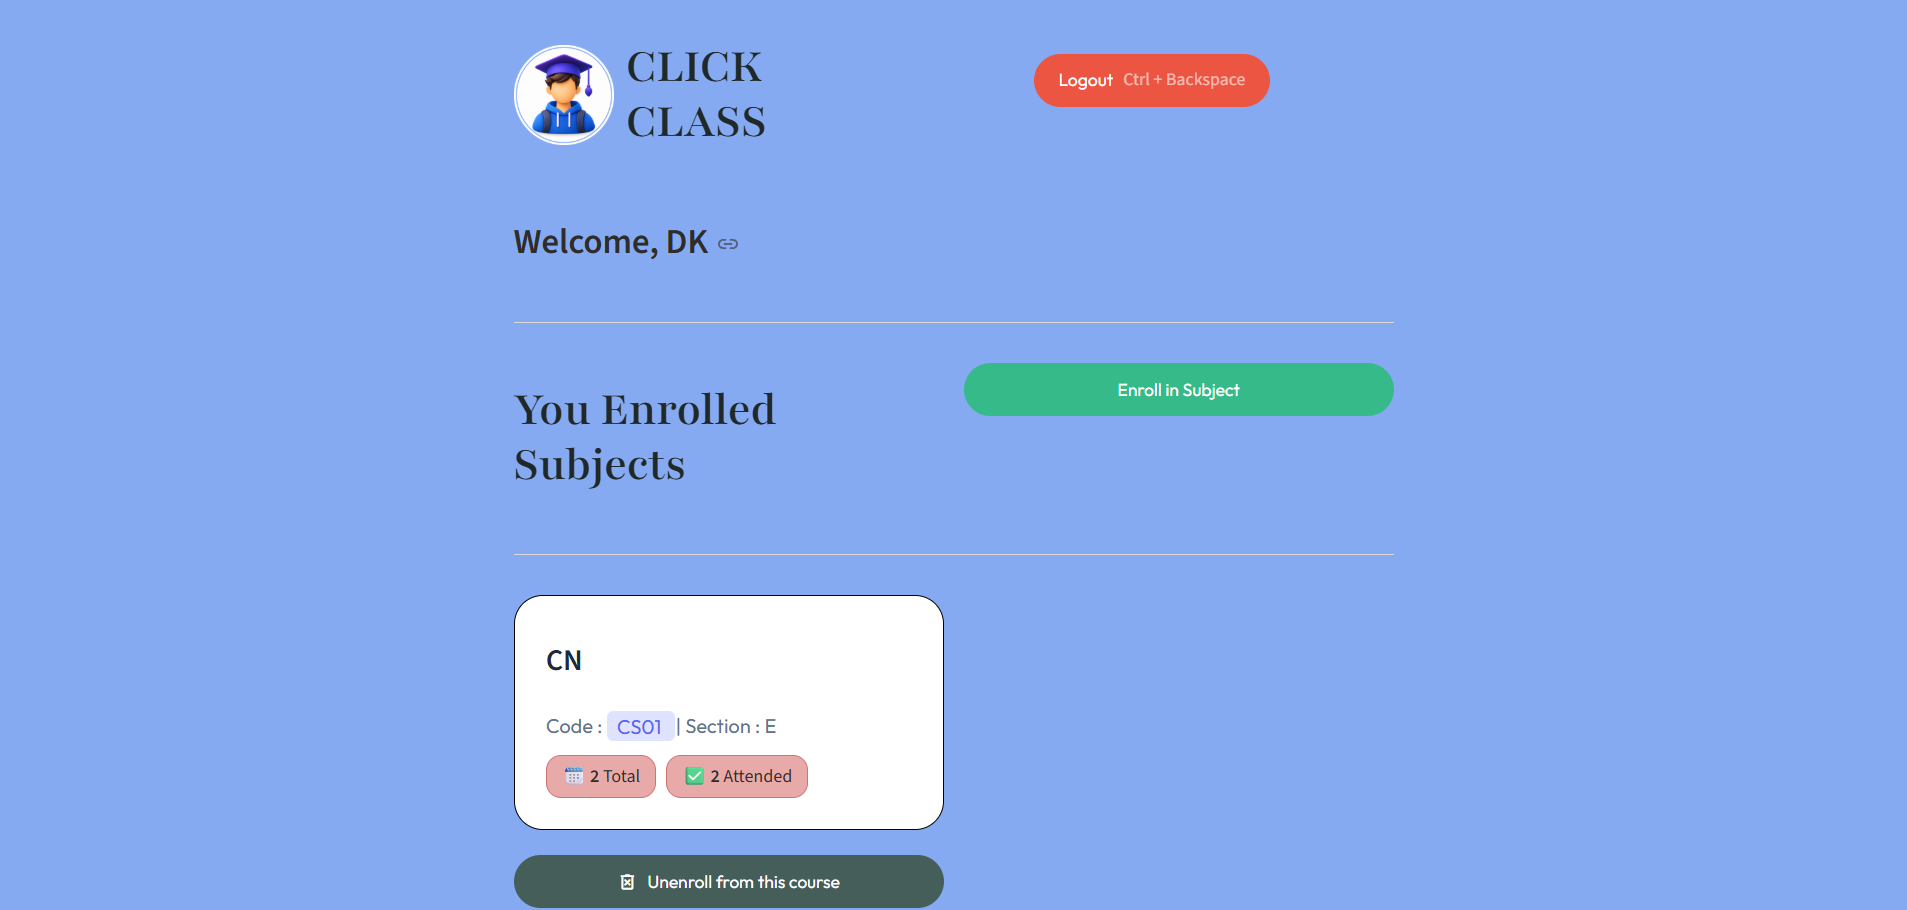 CLICK
CLASS
Logout Ctrl + Backspace
Welcome, DK
You Enrolled
Subjects
Enroll in Subject
CN
Code : CS01 | Section : E
2 Total
2 Attended
Unenroll from this course